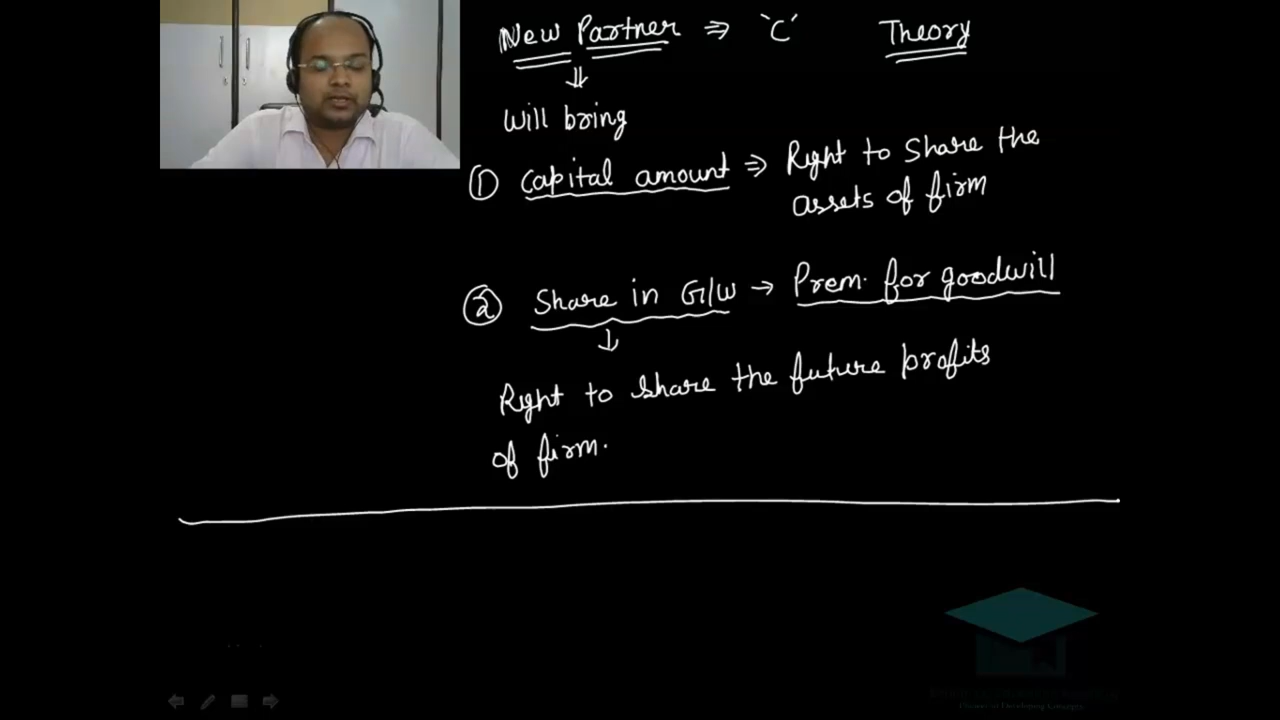 New Partner ⇒ 'C' Theory
⇓
Will bring
① Capital amount ⇒ Right to share the
assets of firm
② Share in G/W → Prem. for goodwill
↓
Right to share the future profits
of firm.